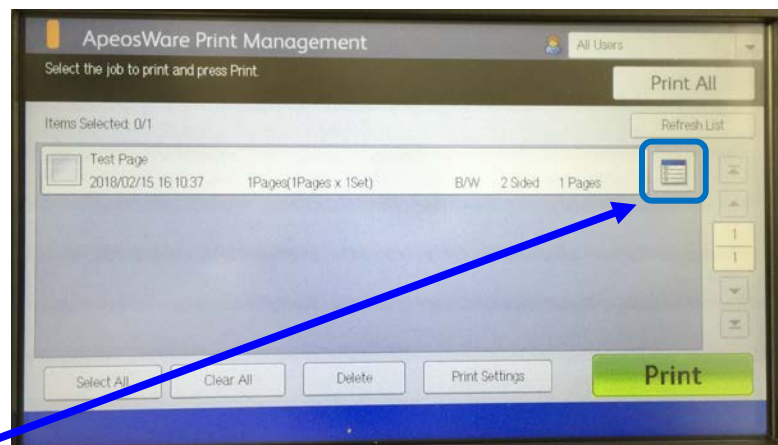 ApeosWare Print Management
All Users
Select the job to print and press Print.
Print All
Items Selected: 0/1
Refresh List
Test Page
2018/02/15 16:10:37 1Pages(1Pages x 1Set) B/W 2 Sided 1 Pages
1
1
Select All Clear All Delete Print Settings Print